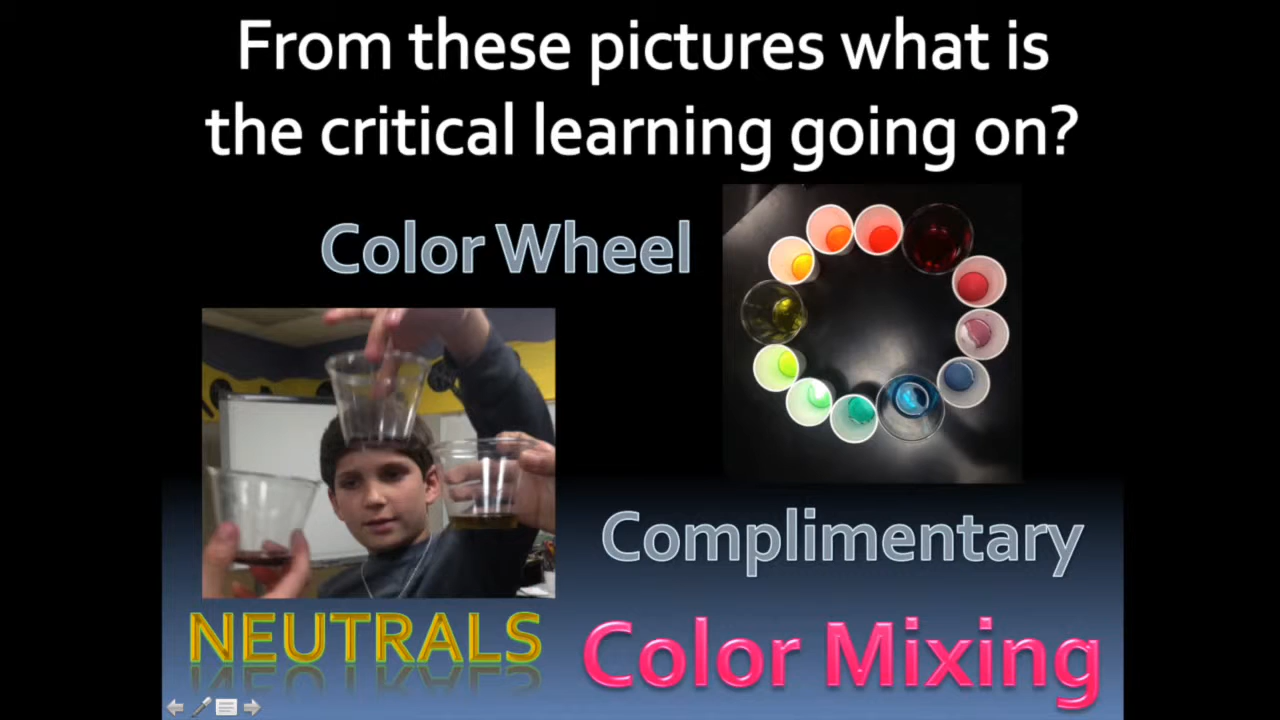 From these pictures what is
the critical learning going on?
Color Wheel
Complimentary
NEUTRALS
Color Mixing